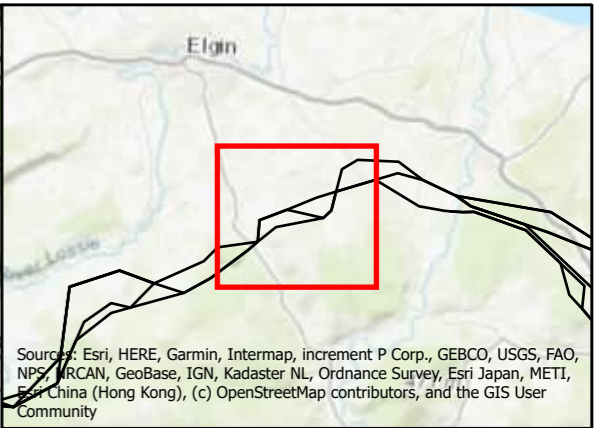 Elgin
River Lossie
Sources: Esri, HERE, Garmin, Intermap, increment P Corp., GEBCO, USGS, FAO,
NPS, NRCAN, GeoBase, IGN, Kadaster NL, Ordnance Survey, Esri Japan, METI,
Esri China (Hong Kong), (c) OpenStreetMap contributors, and the GIS User
Community